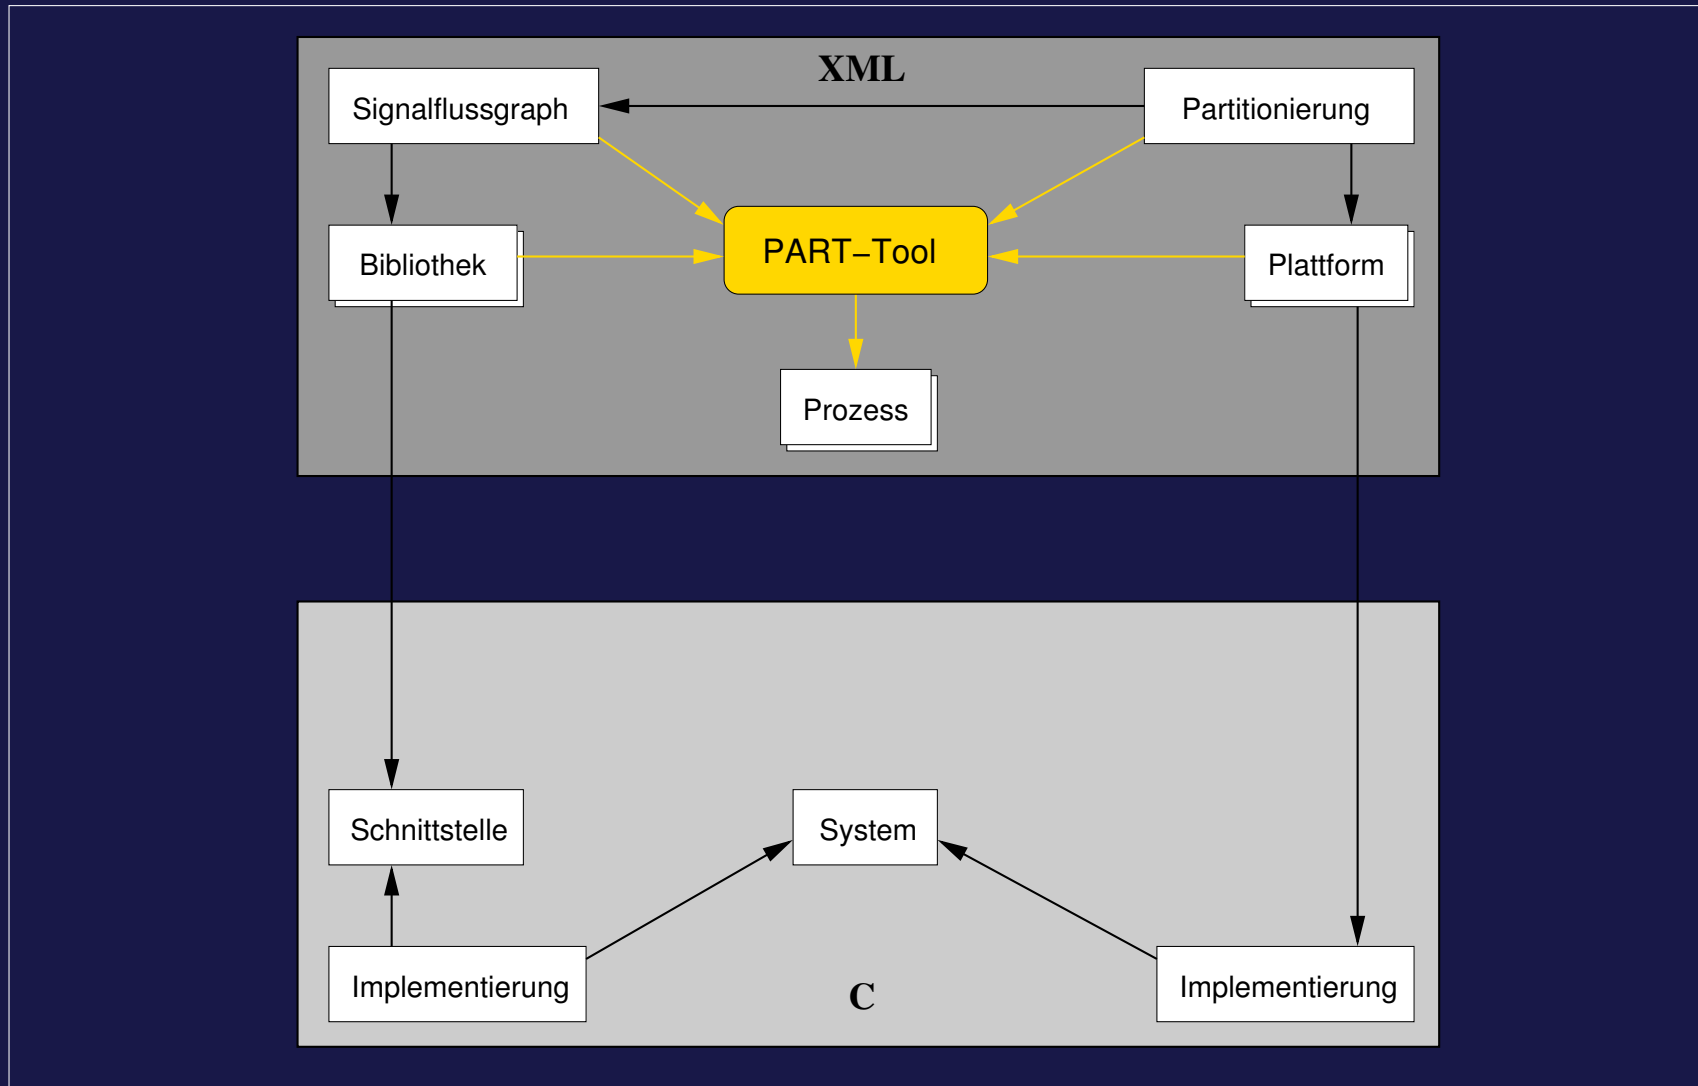 XML
Signalflussgraph
Partitionierung
PART–Tool
Bibliothek
Plattform
Prozess
Schnittstelle
System
Implementierung
Implementierung
C